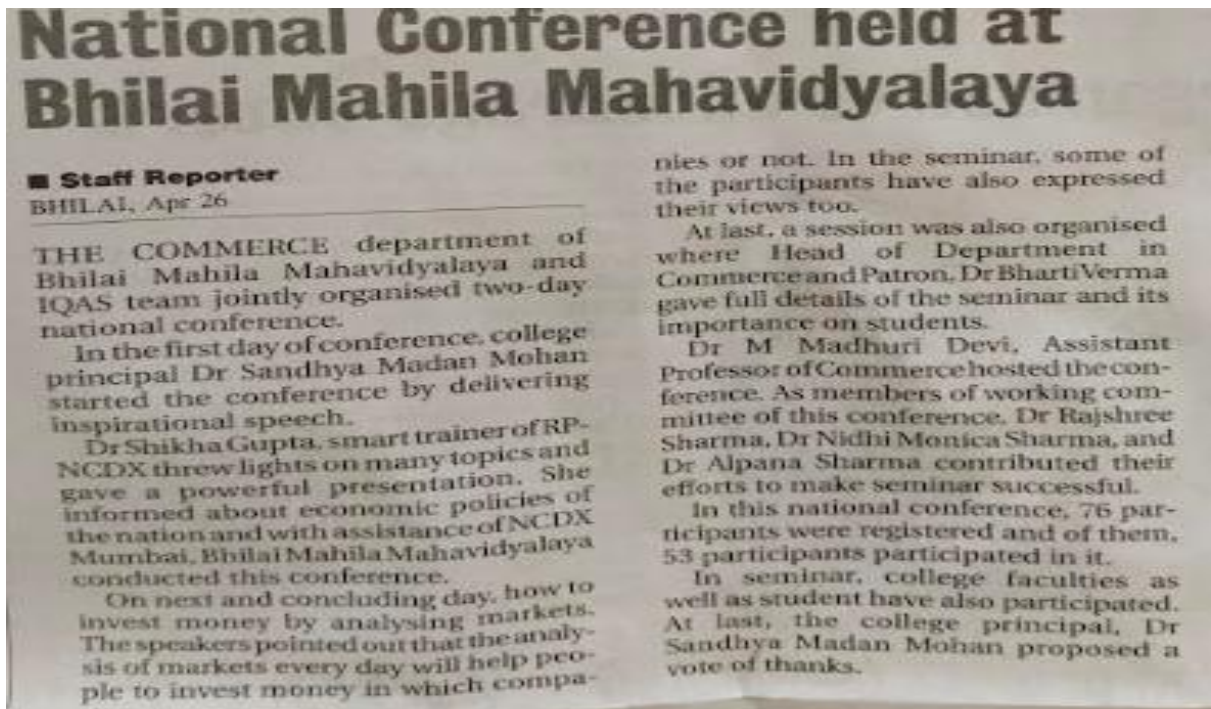 National Conference held at
Bhilai Mahila Mahavidyalaya
■ Staff Reporter
BHILAI, Apr 26
THE COMMERCE department of
Bhilai Mahila Mahavidyalaya and
IQAS team jointly organised two-day
national conference.
In the first day of conference, college
principal Dr Sandhya Madan Mohan
started the conference by delivering
inspirational speech.
Dr Shikha Gupta, smart trainer of RP-
NCDX threw lights on many topics and
gave a powerful presentation. She
informed about economic policies of
the nation and with assistance of NCDX
Mumbai, Bhilai Mahila Mahavidyalaya
conducted this conference.
On next and concluding day, how to
invest money by analysing markets.
The speakers pointed out that the analy-
sis of markets every day will help peo-
ple to invest money in which compa-
nies or not. In the seminar, some of
the participants have also expressed
their views too.
At last, a session was also organised
where Head of Department in
Commerce and Patron, Dr Bharti Verma
gave full details of the seminar and its
importance on students.
Dr M Madhuri Devi, Assistant
Professor of Commerce hosted the con-
ference. As members of working com-
mittee of this conference, Dr Rajshree
Sharma, Dr Nidhi Monica Sharma, and
Dr Alpana Sharma contributed their
efforts to make seminar successful.
In this national conference, 76 par-
ticipants were registered and of them,
53 participants participated in it.
In seminar, college faculties as
well as student have also participated.
At last, the college principal, Dr
Sandhya Madan Mohan proposed a
vote of thanks.